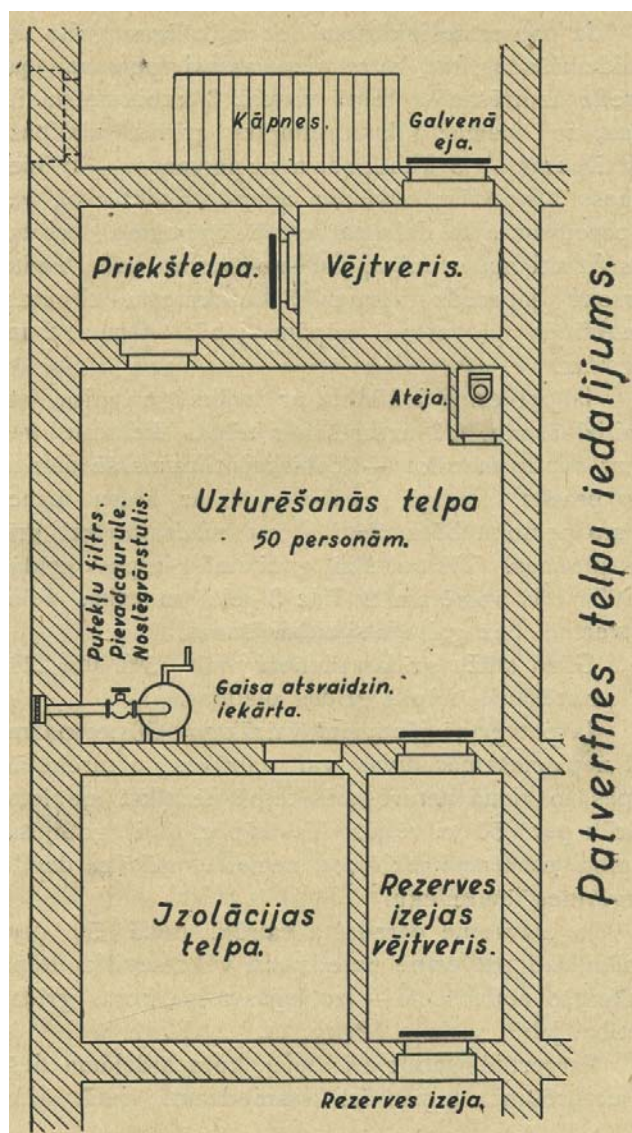 Kāpnes.
Galvenā
eja.
Priekštelpa.
Vējtveris.
Ateja.
Uzturēšanās telpa
50 personām.
Putekļu filtrs.
Pievadcaurule.
Noslēgvārstulis.
Gaisa atsvaidzin.
iekārta.
Izolācijas
telpa.
Rezerves
izejas
vējtveris.
Rezerves izeja.
Patvertnes telpu iedalijums.